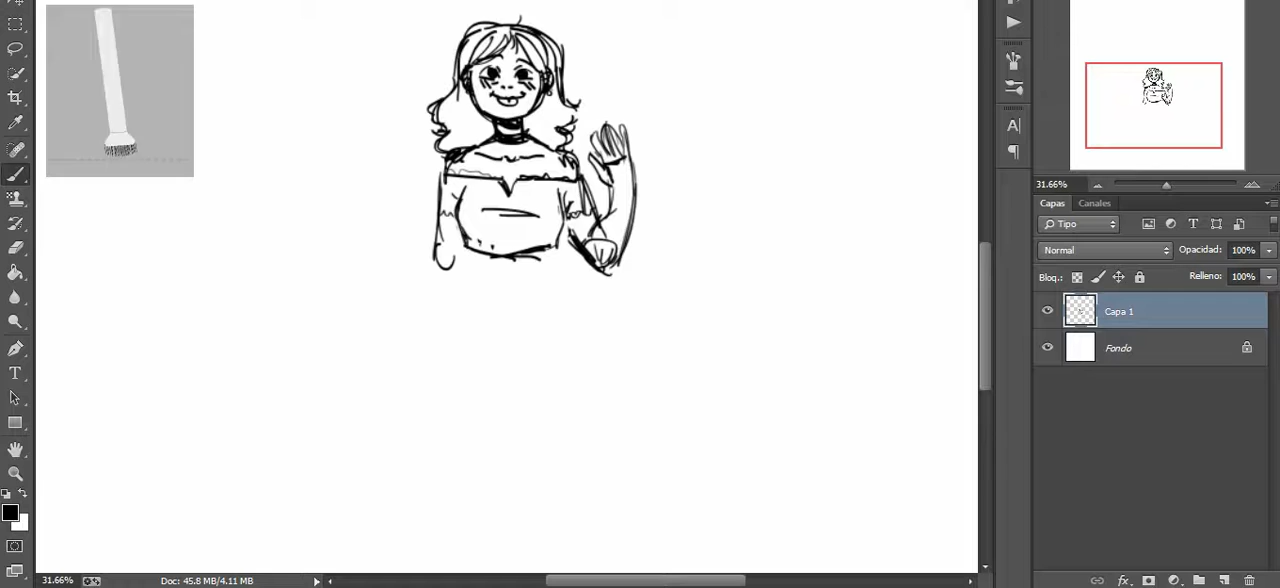 31.66%
Capas Canales
Tipo
Normal Opacidad: 100%
Bloq.: Relleno: 100%
Capa 1
Fondo
31.66% Doc: 45.8 MB/4.11 MB